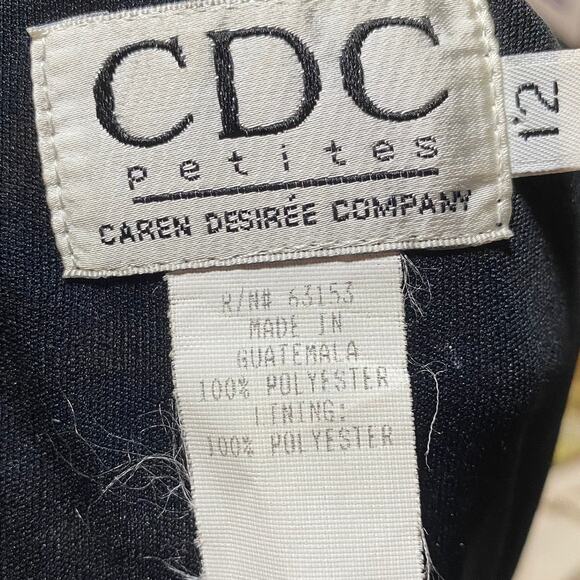 CDC
petites
CAREN DESIRÉE COMPANY
12
R/N# 63153
MADE IN
GUATEMALA
100% POLYESTER
LINING:
100% POLYESTER